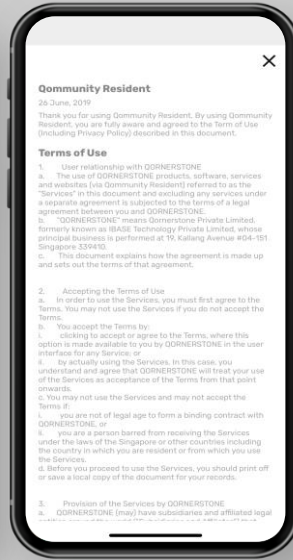 Qommunity Resident
26 June, 2019
Thank you for using Qommunity Resident. By using Qommunity
Resident, you are fully aware and agreed to the Term of Use
(Including Privacy Policy) described in this document.
Terms of Use
1. User relationship with QORNERSTONE
a. The use of QORNERSTONE products, software, services
and websites (via Qommunity Resident) referred to as the
"Services" in this document and excluding any services under
a separate agreement is subjected to the terms of a legal
agreement between you and QORNERSTONE.
b. "QORNERSTONE" means Qornerstone Private Limited,
formerly known as IBASE Technology Private Limited, whose
principal business is performed at 19, Kallang Avenue #04-151
Singapore 339410.
c. This document explains how the agreement is made up
and sets out the terms of that agreement.
2. Accepting the Terms of Use
a. In order to use the Services, you must first agree to the
Terms. You may not use the Services if you do not accept the
Terms.
b. You accept the Terms by:
i. clicking to accept or agree to the Terms, where this
option is made available to you by QORNERSTONE in the user
interface for any Service; or
ii. by actually using the Services. In this case, you
understand and agree that QORNERSTONE will treat your use
of the Services as acceptance of the Terms from that point
onwards.
c. You may not use the Services and may not accept the
Terms if:
i. you are not of legal age to form a binding contract with
QORNERSTONE, or
ii. you are a person barred from receiving the Services
under the laws of the Singapore or other countries including
the country in which you are resident or from which you use
the Services.
d. Before you proceed to use the Services, you should print off
or save a local copy of the document for your records.
3. Provision of the Services by QORNERSTONE
a. QORNERSTONE (may) have subsidiaries and affiliated legal